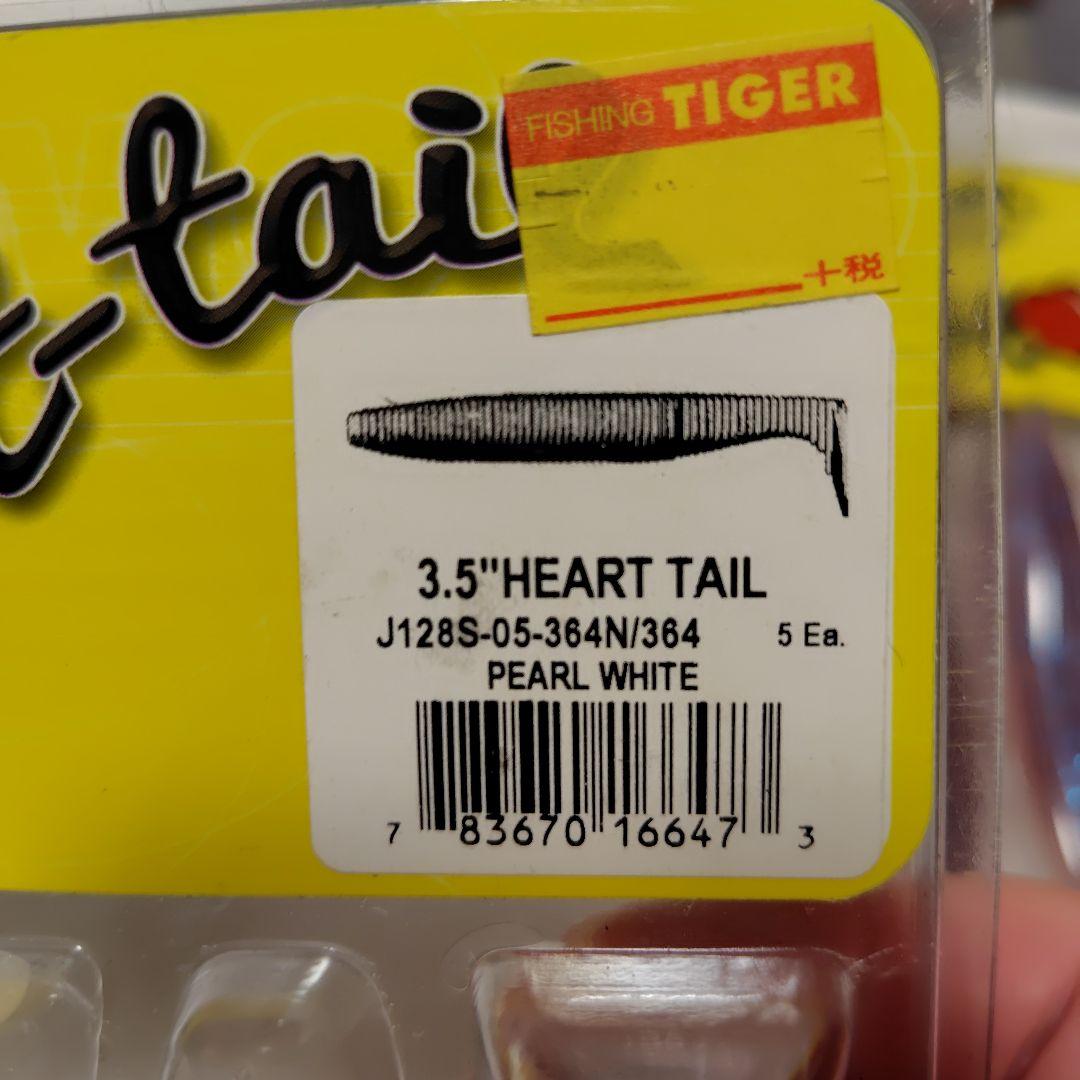 t-tail
FISHING TIGER
+税
3.5"HEART TAIL
J128S-05-364N/364 5 Ea.
PEARL WHITE
7 83670 16647 3